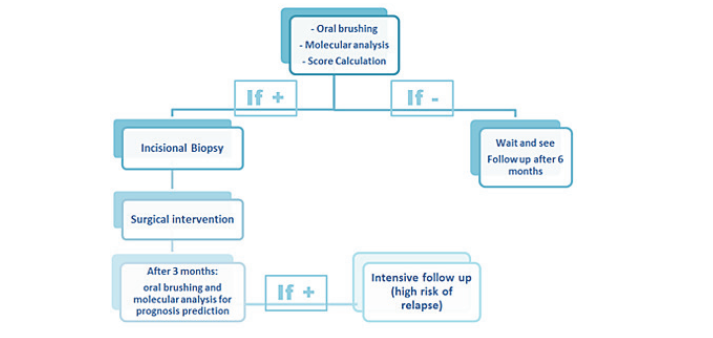 - Oral brushing
- Molecular analysis
- Score Calculation
If +
If -
Incisional Biopsy
Wait and see
Follow up after 6
months
Surgical intervention
After 3 months:
oral brushing and
molecular analysis for
prognosis prediction
If +
Intensive follow up
(high risk of
relapse)